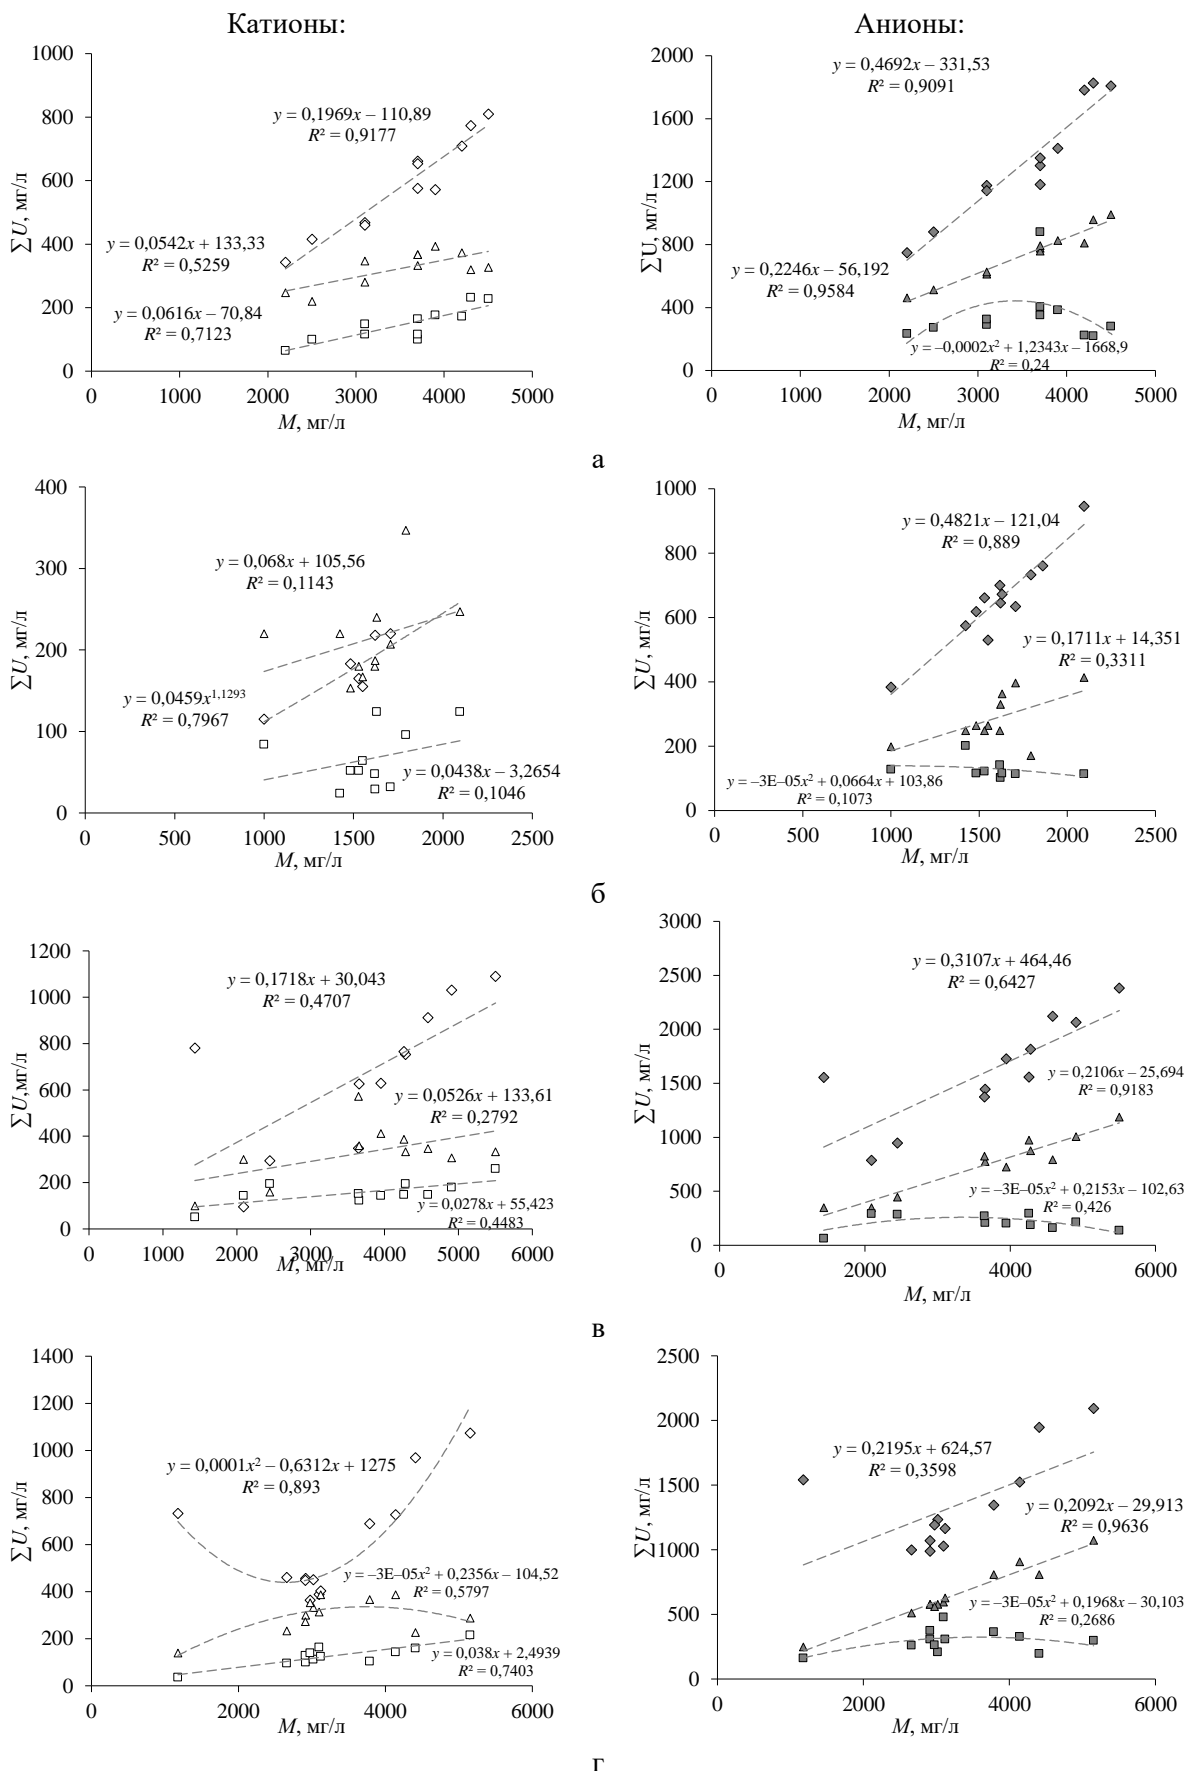 Катионы:
Анионы:
1000
800
600
400
200
0
∑U, мг/л
y = 0,1969x – 110,89
R² = 0,9177
y = 0,0542x + 133,33
R² = 0,5259
y = 0,0616x – 70,84
R² = 0,7123
0 1000 2000 3000 4000 5000
M, мг/л
2000
1600
1200
800
400
0
∑U, мг/л
y = 0,4692x – 331,53
R² = 0,9091
y = 0,2246x – 56,192
R² = 0,9584
y = –0,0002x² + 1,2343x – 1668,9
R² = 0,24
0 1000 2000 3000 4000 5000
M, мг/л
а
400
300
200
100
0
∑U, мг/л
y = 0,068x + 105,56
R² = 0,1143
y = 0,0459x^1,1293
R² = 0,7967
y = 0,0438x – 3,2654
R² = 0,1046
0 500 1000 1500 2000 2500
M, мг/л
1000
800
600
400
200
0
∑U, мг/л
y = 0,4821x – 121,04
R² = 0,889
y = 0,1711x + 14,351
R² = 0,3311
y = –3E–05x² + 0,0664x + 103,86
R² = 0,1073
0 500 1000 1500 2000 2500
M, мг/л
б
1200
1000
800
600
400
200
0
∑U,мг/л
y = 0,1718x + 30,043
R² = 0,4707
y = 0,0526x + 133,61
R² = 0,2792
y = 0,0278x + 55,423
R² = 0,4483
0 1000 2000 3000 4000 5000 6000
M, мг/л
3000
2500
2000
1500
1000
500
0
∑U, мг/л
y = 0,3107x + 464,46
R² = 0,6427
y = 0,2106x – 25,694
R² = 0,9183
y = –3E–05x² + 0,2153x – 102,63
R² = 0,426
0 2000 4000 6000
M, мг/л
в
1400
1200
1000
800
600
400
200
0
∑U, мг/л
y = 0,0001x² – 0,6312x + 1275
R² = 0,893
y = –3E–05x² + 0,2356x – 104,52
R² = 0,5797
y = 0,038x + 2,4939
R² = 0,7403
0 2000 4000 6000
M, мг/л
2500
2000
1500
1000
500
0
∑U, мг/л
y = 0,2195x + 624,57
R² = 0,3598
y = 0,2092x – 29,913
R² = 0,9636
y = –3E–05x² + 0,1968x – 30,103
R² = 0,2686
0 2000 4000 6000
M, мг/л
г